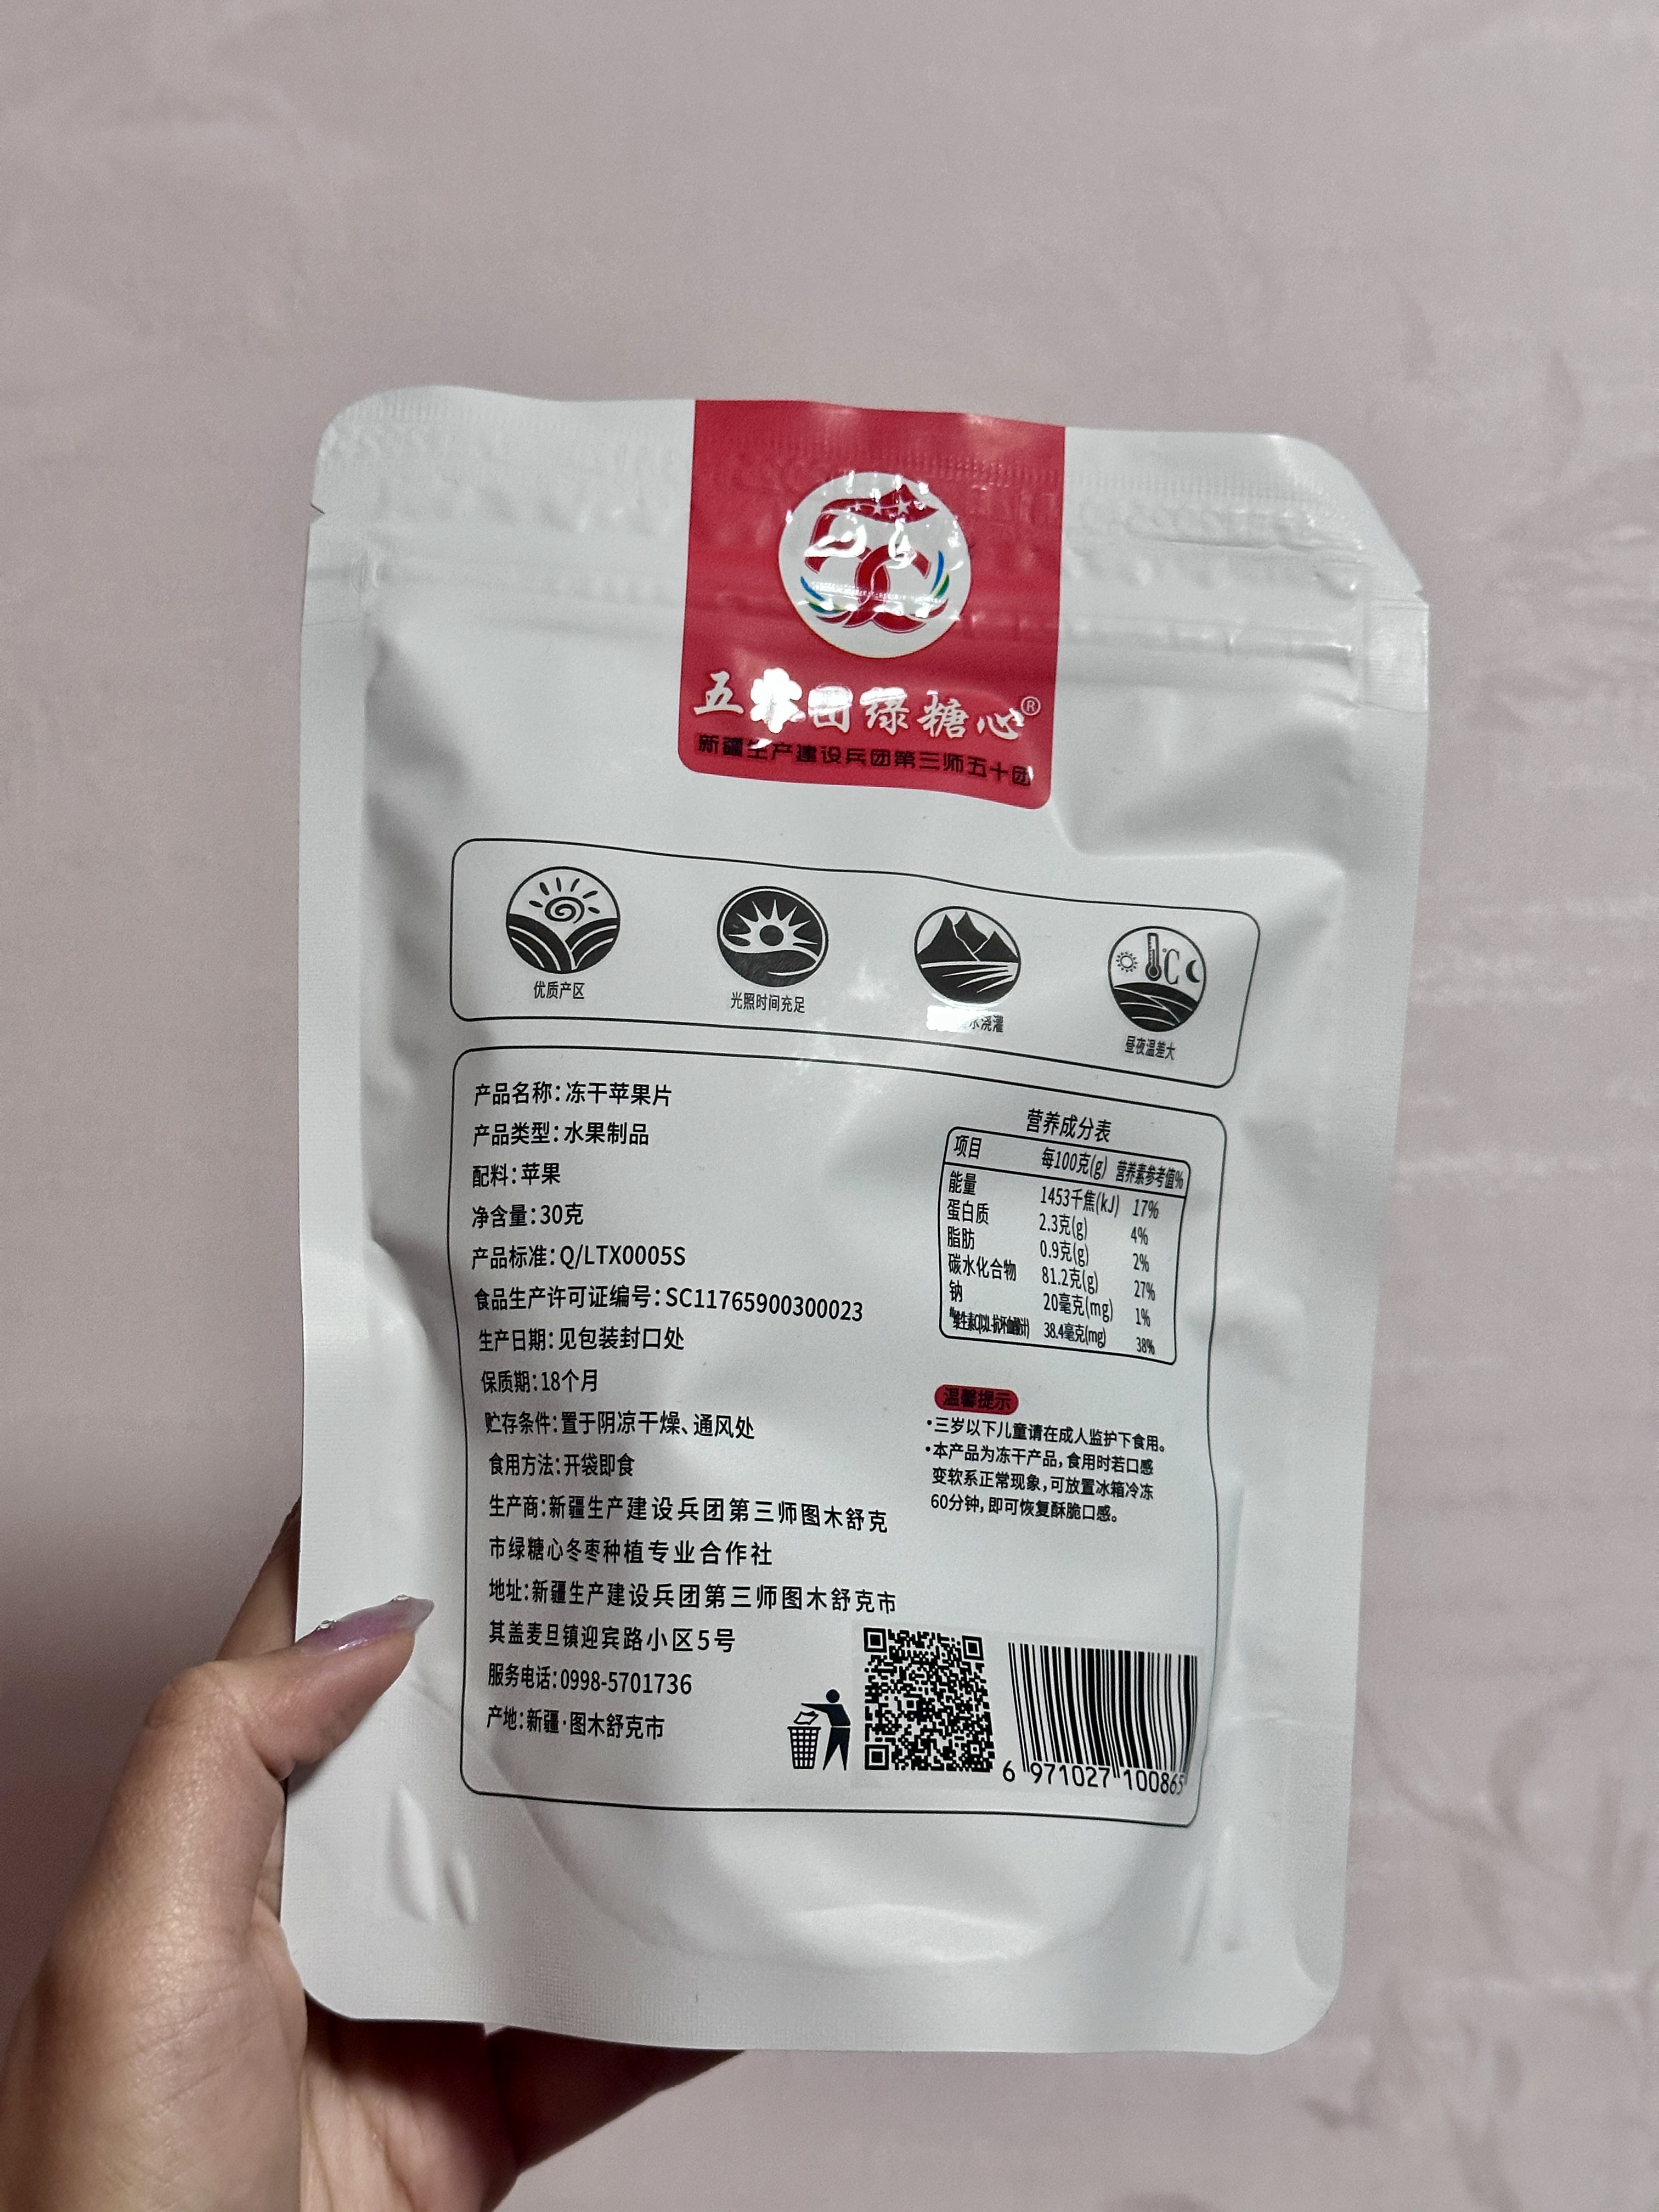 五零团绿糖心®
新疆生产建设兵团第三师五十团
优质产区
光照时间充足
水浇灌
℃
昼夜温差大
产品名称：冻干苹果片
产品类型：水果制品
配料：苹果
净含量：30克
产品标准：Q/LTX0005S
食品生产许可证编号：SC11765900300023
生产日期：见包装封口处
保质期：18个月
贮存条件：置于阴凉干燥、通风处
食用方法：开袋即食
生产商：新疆生产建设兵团第三师图木舒克
市绿糖心冬枣种植专业合作社
地址：新疆生产建设兵团第三师图木舒克市
其盖麦旦镇迎宾路小区5号
服务电话：0998-5701736
产地：新疆·图木舒克市
营养成分表
项目 每100克(g) 营养素参考值%
能量 1453千焦(kJ) 17%
蛋白质 2.3克(g) 4%
脂肪 0.9克(g) 2%
碳水化合物 81.2克(g) 27%
钠 20毫克(mg) 1%
维生素C(以L-抗坏血酸计) 38.4毫克(mg) 38%
温馨提示
•三岁以下儿童请在成人监护下食用。
•本产品为冻干产品，食用时若口感
变软系正常现象，可放置冰箱冷冻
60分钟，即可恢复酥脆口感。
6 971027 100865